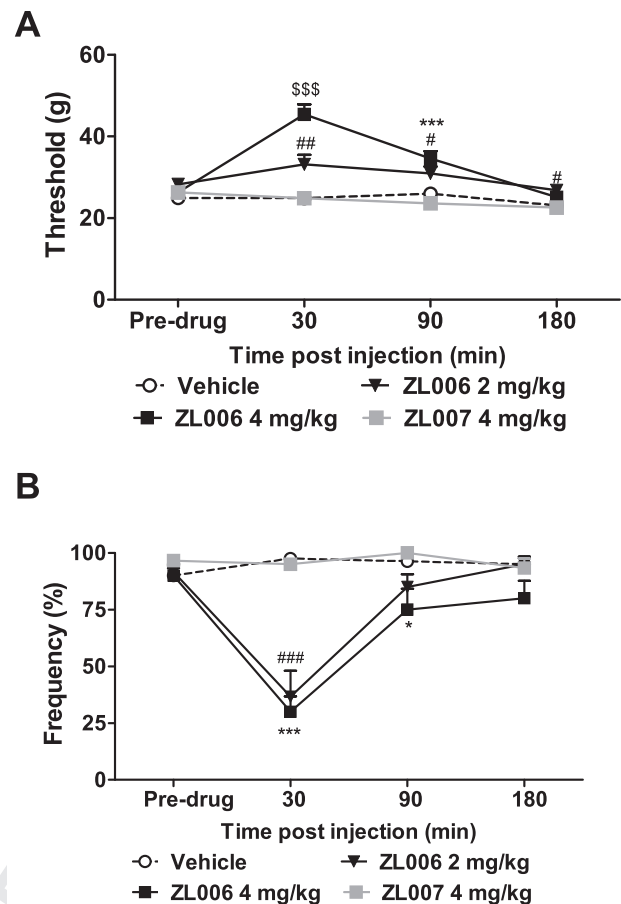 A
60
$$$
***
#
40
##
#
20
0
Threshold (g)
Pre-drug 30 90 180
Time post injection (min)
Vehicle ZL006 2 mg/kg
ZL006 4 mg/kg ZL007 4 mg/kg
B
100
75
*
50
###
25
***
0
Frequency (%)
Pre-drug 30 90 180
Time post injection (min)
Vehicle ZL006 2 mg/kg
ZL006 4 mg/kg ZL007 4 mg/kg